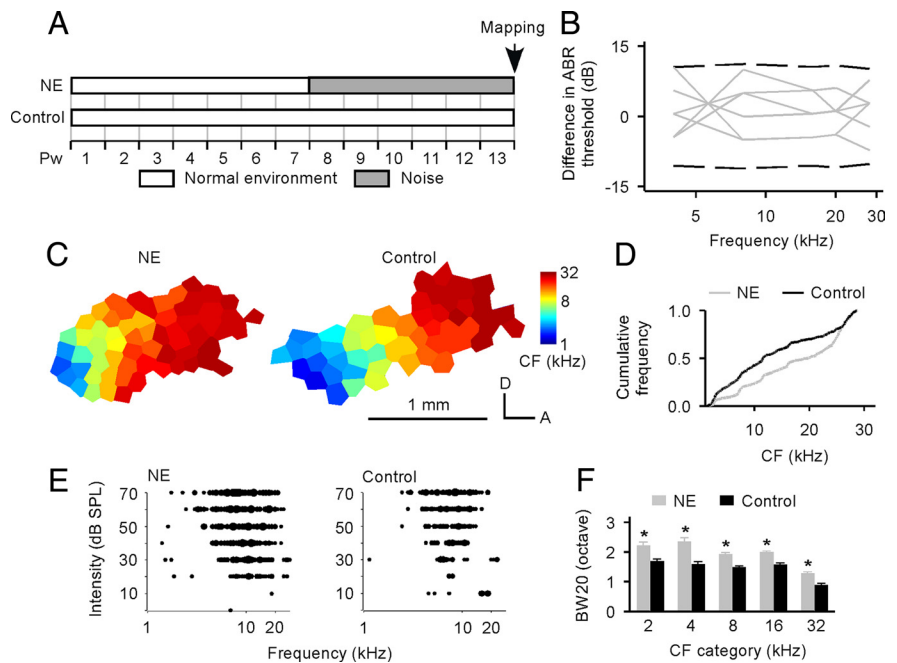 A
Mapping
NE
Control
Pw 1 2 3 4 5 6 7 8 9 10 11 12 13
Normal environment Noise
B
Difference in ABR
threshold (dB)
15
0
-15
5 10 20 30
Frequency (kHz)
C
NE
Control
32
8
1
CF (kHz)
1 mm
D
A
D
NE Control
Cumulative
frequency
1.0
0.5
0.0
10 20 30
CF (kHz)
E
NE
Control
Intensity (dB SPL)
70
50
30
10
70
50
30
10
1 10 20
1 10 20
Frequency (kHz)
F
NE Control
BW20 (octave)
3
2
1
0
* * * * *
2 4 8 16 32
CF category (kHz)